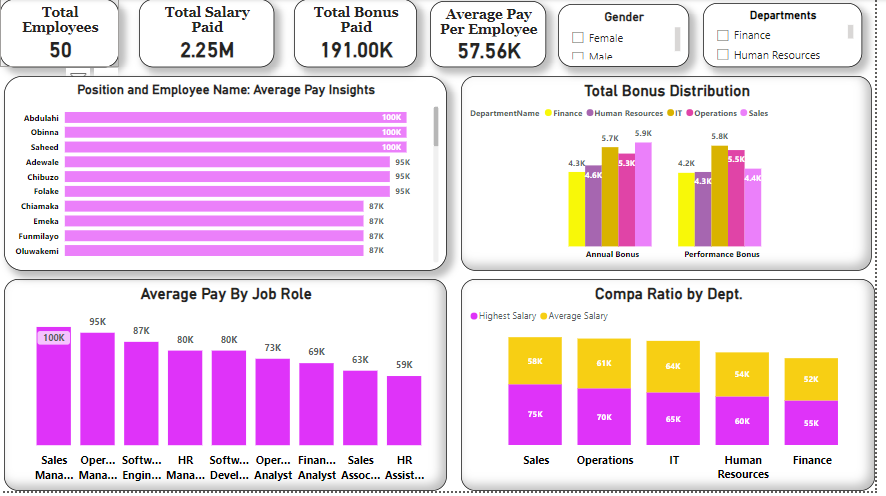 Total
Employees
50
Total Salary
Paid
2.25M
Total Bonus
Paid
191.00K
Average Pay
Per Employee
57.56K
Gender
Female
Male
Departments
Finance
Human Resources
Position and Employee Name: Average Pay Insights
Abdulahi 100K
Obinna 100K
Saheed 100K
Adewale 95K
Chibuzo 95K
Folake 95K
Chiamaka 87K
Emeka 87K
Funmilayo 87K
Oluwakemi 87K
Total Bonus Distribution
DepartmentName Finance Human Resources IT Operations Sales
4.3K 4.6K 5.7K 5.3K 5.9K
4.2K 4.3K 5.8K 5.5K 4.4K
Annual Bonus Performance Bonus
Average Pay By Job Role
100K 95K 87K 80K 80K 73K 69K 63K 59K
Sales Oper... Softw... HR Softw... Oper... Finan... Sales HR
Mana... Mana... Engin... Mana... Devel... Analyst Analyst Assoc... Assist...
Compa Ratio by Dept.
Highest Salary Average Salary
58K 61K 64K 54K 52K
75K 70K 65K 60K 55K
Sales Operations IT Human Finance
Resources